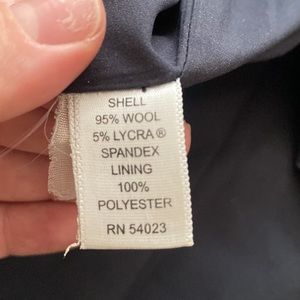 SHELL
95% WOOL
5% LYCRA®
SPANDEX
LINING
100%
POLYESTER
RN 54023